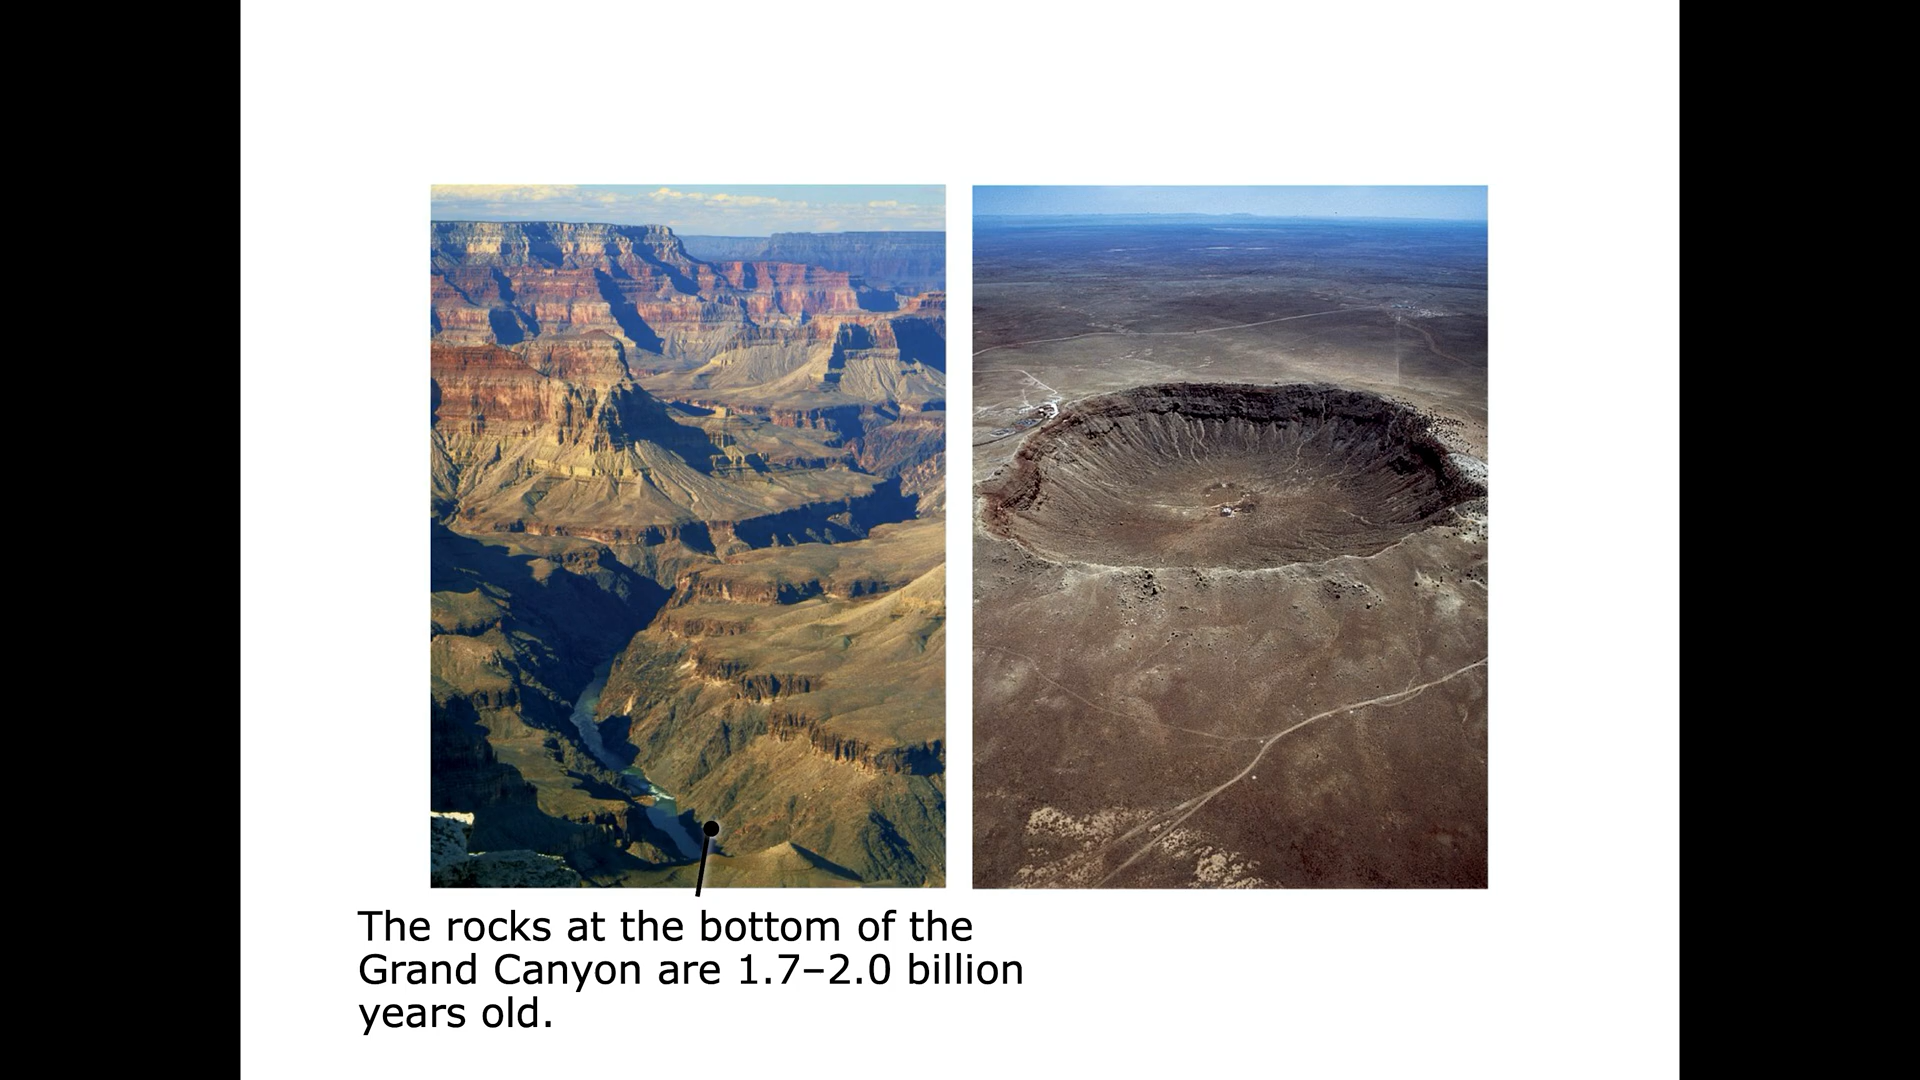 The rocks at the bottom of the
Grand Canyon are 1.7–2.0 billion
years old.